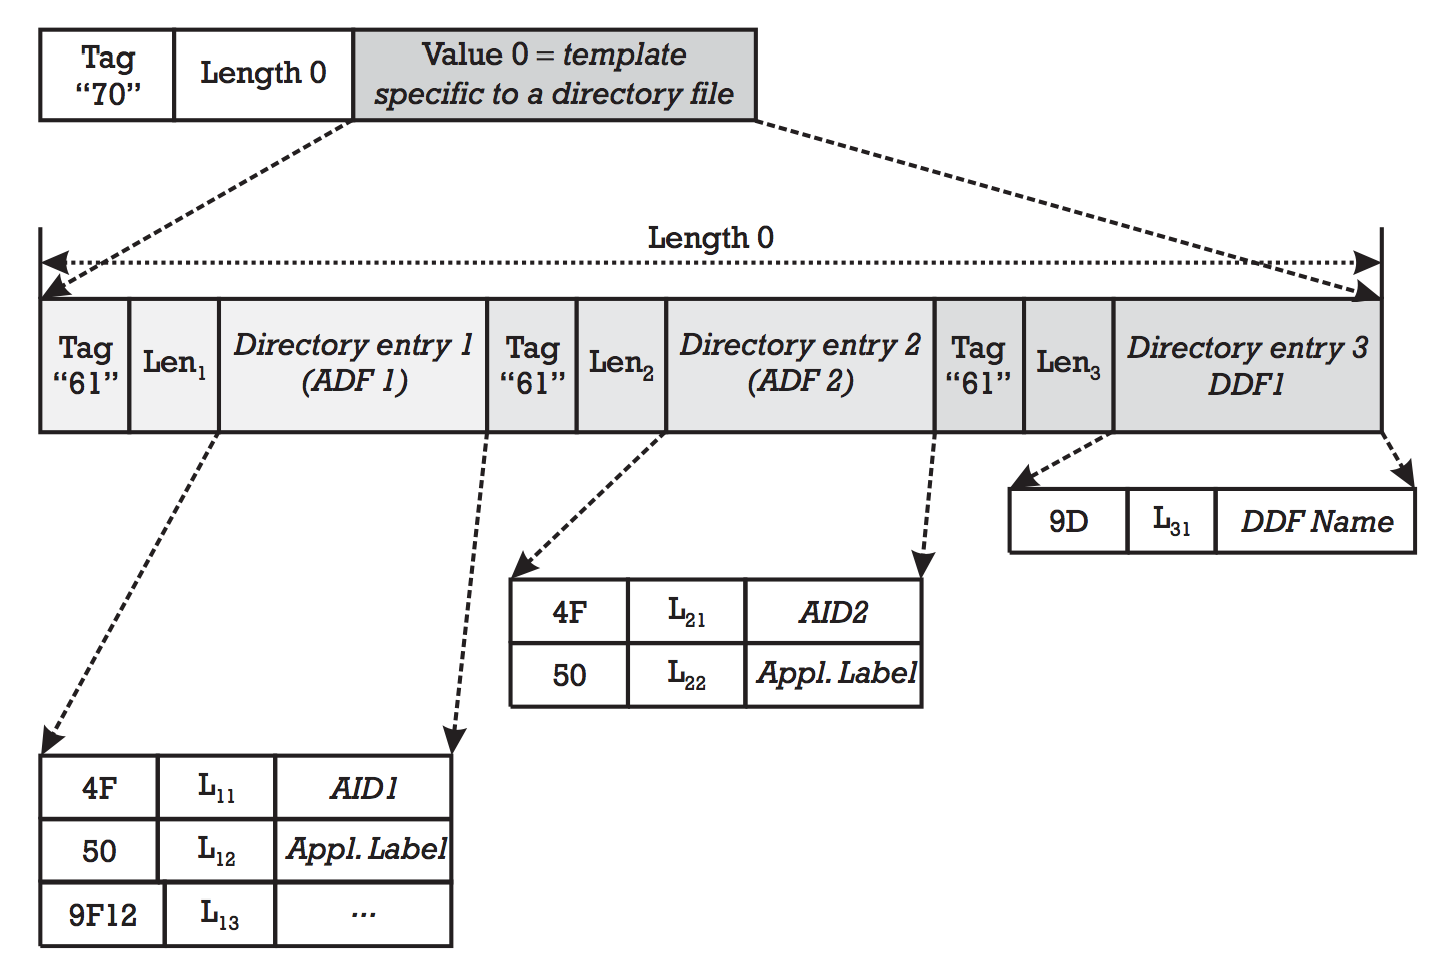 Tag
“70”
Length 0
Value 0 = template
specific to a directory file
Length 0
Tag
“61”
Len1
Directory entry 1
(ADF 1)
Tag
“61”
Len2
Directory entry 2
(ADF 2)
Tag
“61”
Len3
Directory entry 3
DDF1
9D
L31
DDF Name
4F
L21
AID2
50
L22
Appl. Label
4F
L11
AID1
50
L12
Appl. Label
9F12
L13
...